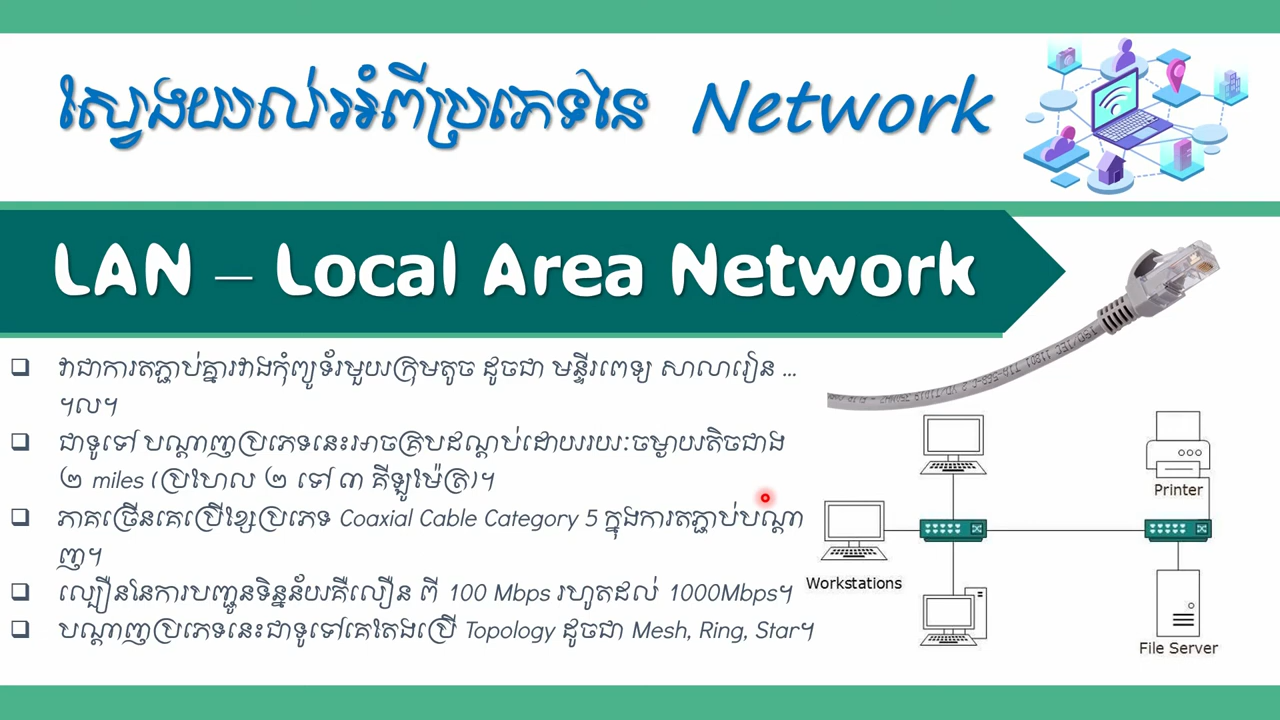 ស្វែងយល់អំពីប្រភេទនៃ Network
LAN – Local Area Network
វាជាការតភ្ជាប់គ្នារវាងកុំព្យូទ័រមួយក្រុមតូច ដូចជា មន្ទីរពេទ្យ សាលារៀន ...
។ល។
ជាទូទៅ បណ្តាញប្រភេទនេះអាចគ្របដណ្តប់ដោយរយៈចម្ងាយតិចជាង
២ miles (ប្រហែល ២ ទៅ ៣ គីឡូម៉ែត្រ)។
ភាគច្រើនគេប្រើខ្សែប្រភេទ Coaxial Cable Category 5 ក្នុងការតភ្ជាប់បណ្តា
ញ។
ល្បឿននៃការបញ្ជូនទិន្នន័យគឺលឿន ពី 100 Mbps រហូតដល់ 1000Mbps។
បណ្តាញប្រភេទនេះជាទូទៅគេតែងប្រើ Topology ដូចជា Mesh, Ring, Star។
Printer
Workstations
File Server